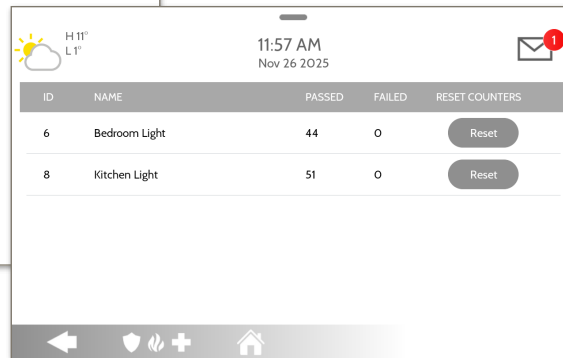 H 11°
L 1°
11:57 AM
Nov 26 2025
1
ID NAME PASSED FAILED RESET COUNTERS
6 Bedroom Light 44 0 Reset
8 Kitchen Light 51 0 Reset